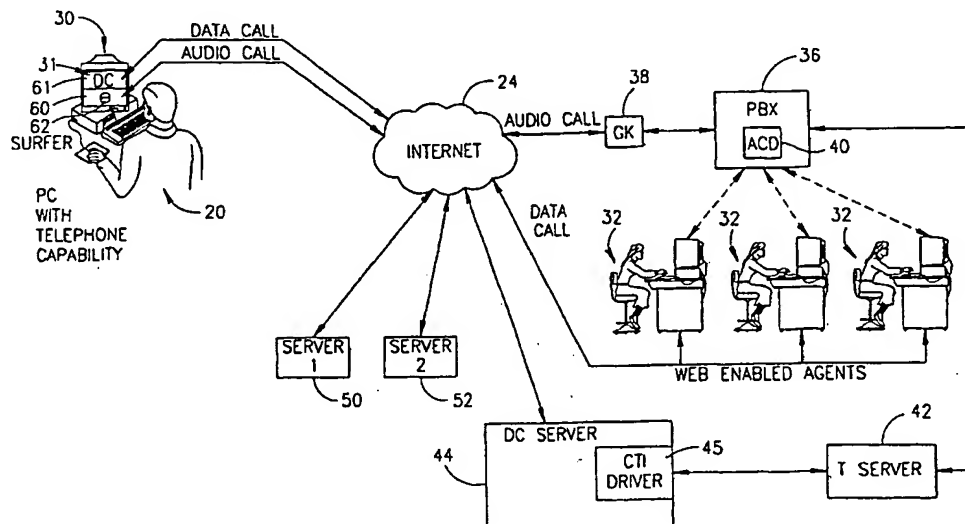 30
DATA CALL
AUDIO CALL
31
61
DC
60
62
SURFER
PC
WITH
TELEPHONE
CAPABILITY
20
24
INTERNET
AUDIO CALL
38
GK
36
PBX
ACD
40
DATA
CALL
32
32
32
WEB ENABLED AGENTS
SERVER
1
50
SERVER
2
52
DC SERVER
44
CTI
DRIVER
45
42
T SERVER